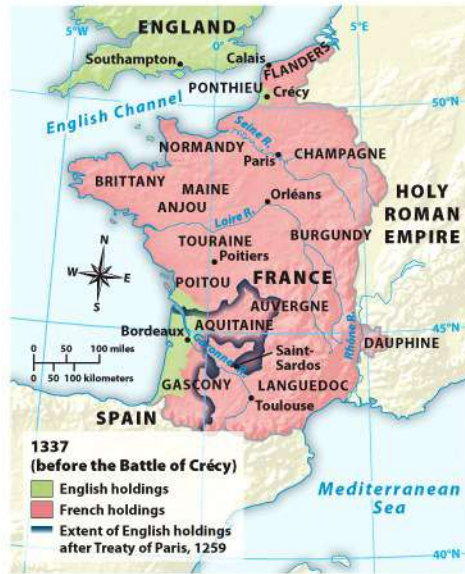 ENGLAND
5°W
0°
5°E
Southampton
Calais
FLANDERS
PONTHIEU
Crécy
English Channel
50°N
NORMANDY
Seine R.
Paris
CHAMPAGNE
BRITTANY
MAINE
ANJOU
Orléans
HOLY
ROMAN
EMPIRE
Loire R.
BURGUNDY
TOURAINE
Poitiers
N
W
E
S
POITOU
FRANCE
AUVERGNE
Bordeaux
AQUITAINE
45°N
Rhône R.
DAUPHINE
0 50 100 miles
0 50 100 kilometers
Garonne R.
Saint-
Sardos
GASCONY
LANGUEDOC
Toulouse
SPAIN
1337
(before the Battle of Crécy)
English holdings
French holdings
Extent of English holdings
after Treaty of Paris, 1259
Mediterranean
Sea
40°N